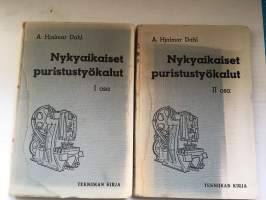 A. Hjalmar Dahl
Nykyaikaiset
puristustyökalut
I osa
TEKNIIKAN KIRJA
A. Hjalmar Dahl
Nykyaikaiset
puristustyökalut
II osa
TEKNIIKAN KIRJA